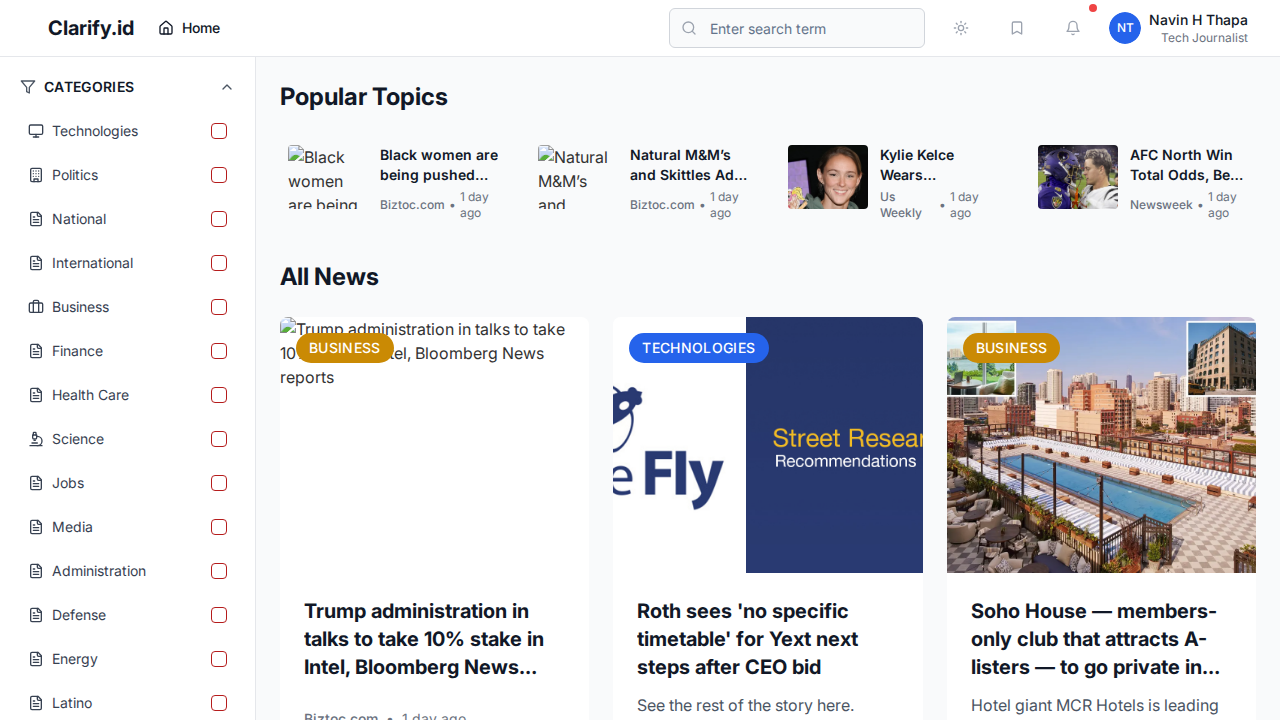 Clarify.id
Home
Enter search term
NT
Navin H Thapa
Tech Journalist
CATEGORIES
Technologies
Politics
National
International
Business
Finance
Health Care
Science
Jobs
Media
Administration
Defense
Energy
Latino
Popular Topics
Black
women
are being
Black women are
being pushed...
Biztoc.com • 1 day ago
Natural
M&M's
and
Natural M&M's
and Skittles Ad...
Biztoc.com • 1 day ago
Kylie Kelce
Wears...
Us Weekly • 1 day ago
AFC North Win
Total Odds, Be...
Newsweek • 1 day ago
All News
Trump administration in talks to take
10% stake in Intel, Bloomberg News
reports
BUSINESS
Trump administration in
talks to take 10% stake in
Intel, Bloomberg News...
Biztoc.com • 1 day ago
TECHNOLOGIES
e Fly
Street Resear
Recommendations
Roth sees 'no specific
timetable' for Yext next
steps after CEO bid
See the rest of the story here.
BUSINESS
Soho House — members-
only club that attracts A-
listers — to go private in...
Hotel giant MCR Hotels is leading